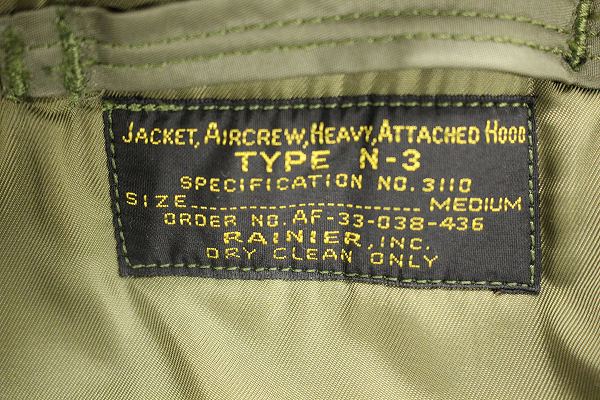 JACKET, AIRCREW, HEAVY, ATTACHED HOOD
TYPE N-3
SPECIFICATION NO. 3110
SIZE MEDIUM
ORDER NO. AF-33-038-436
RAINIER, INC.
DRY CLEAN ONLY